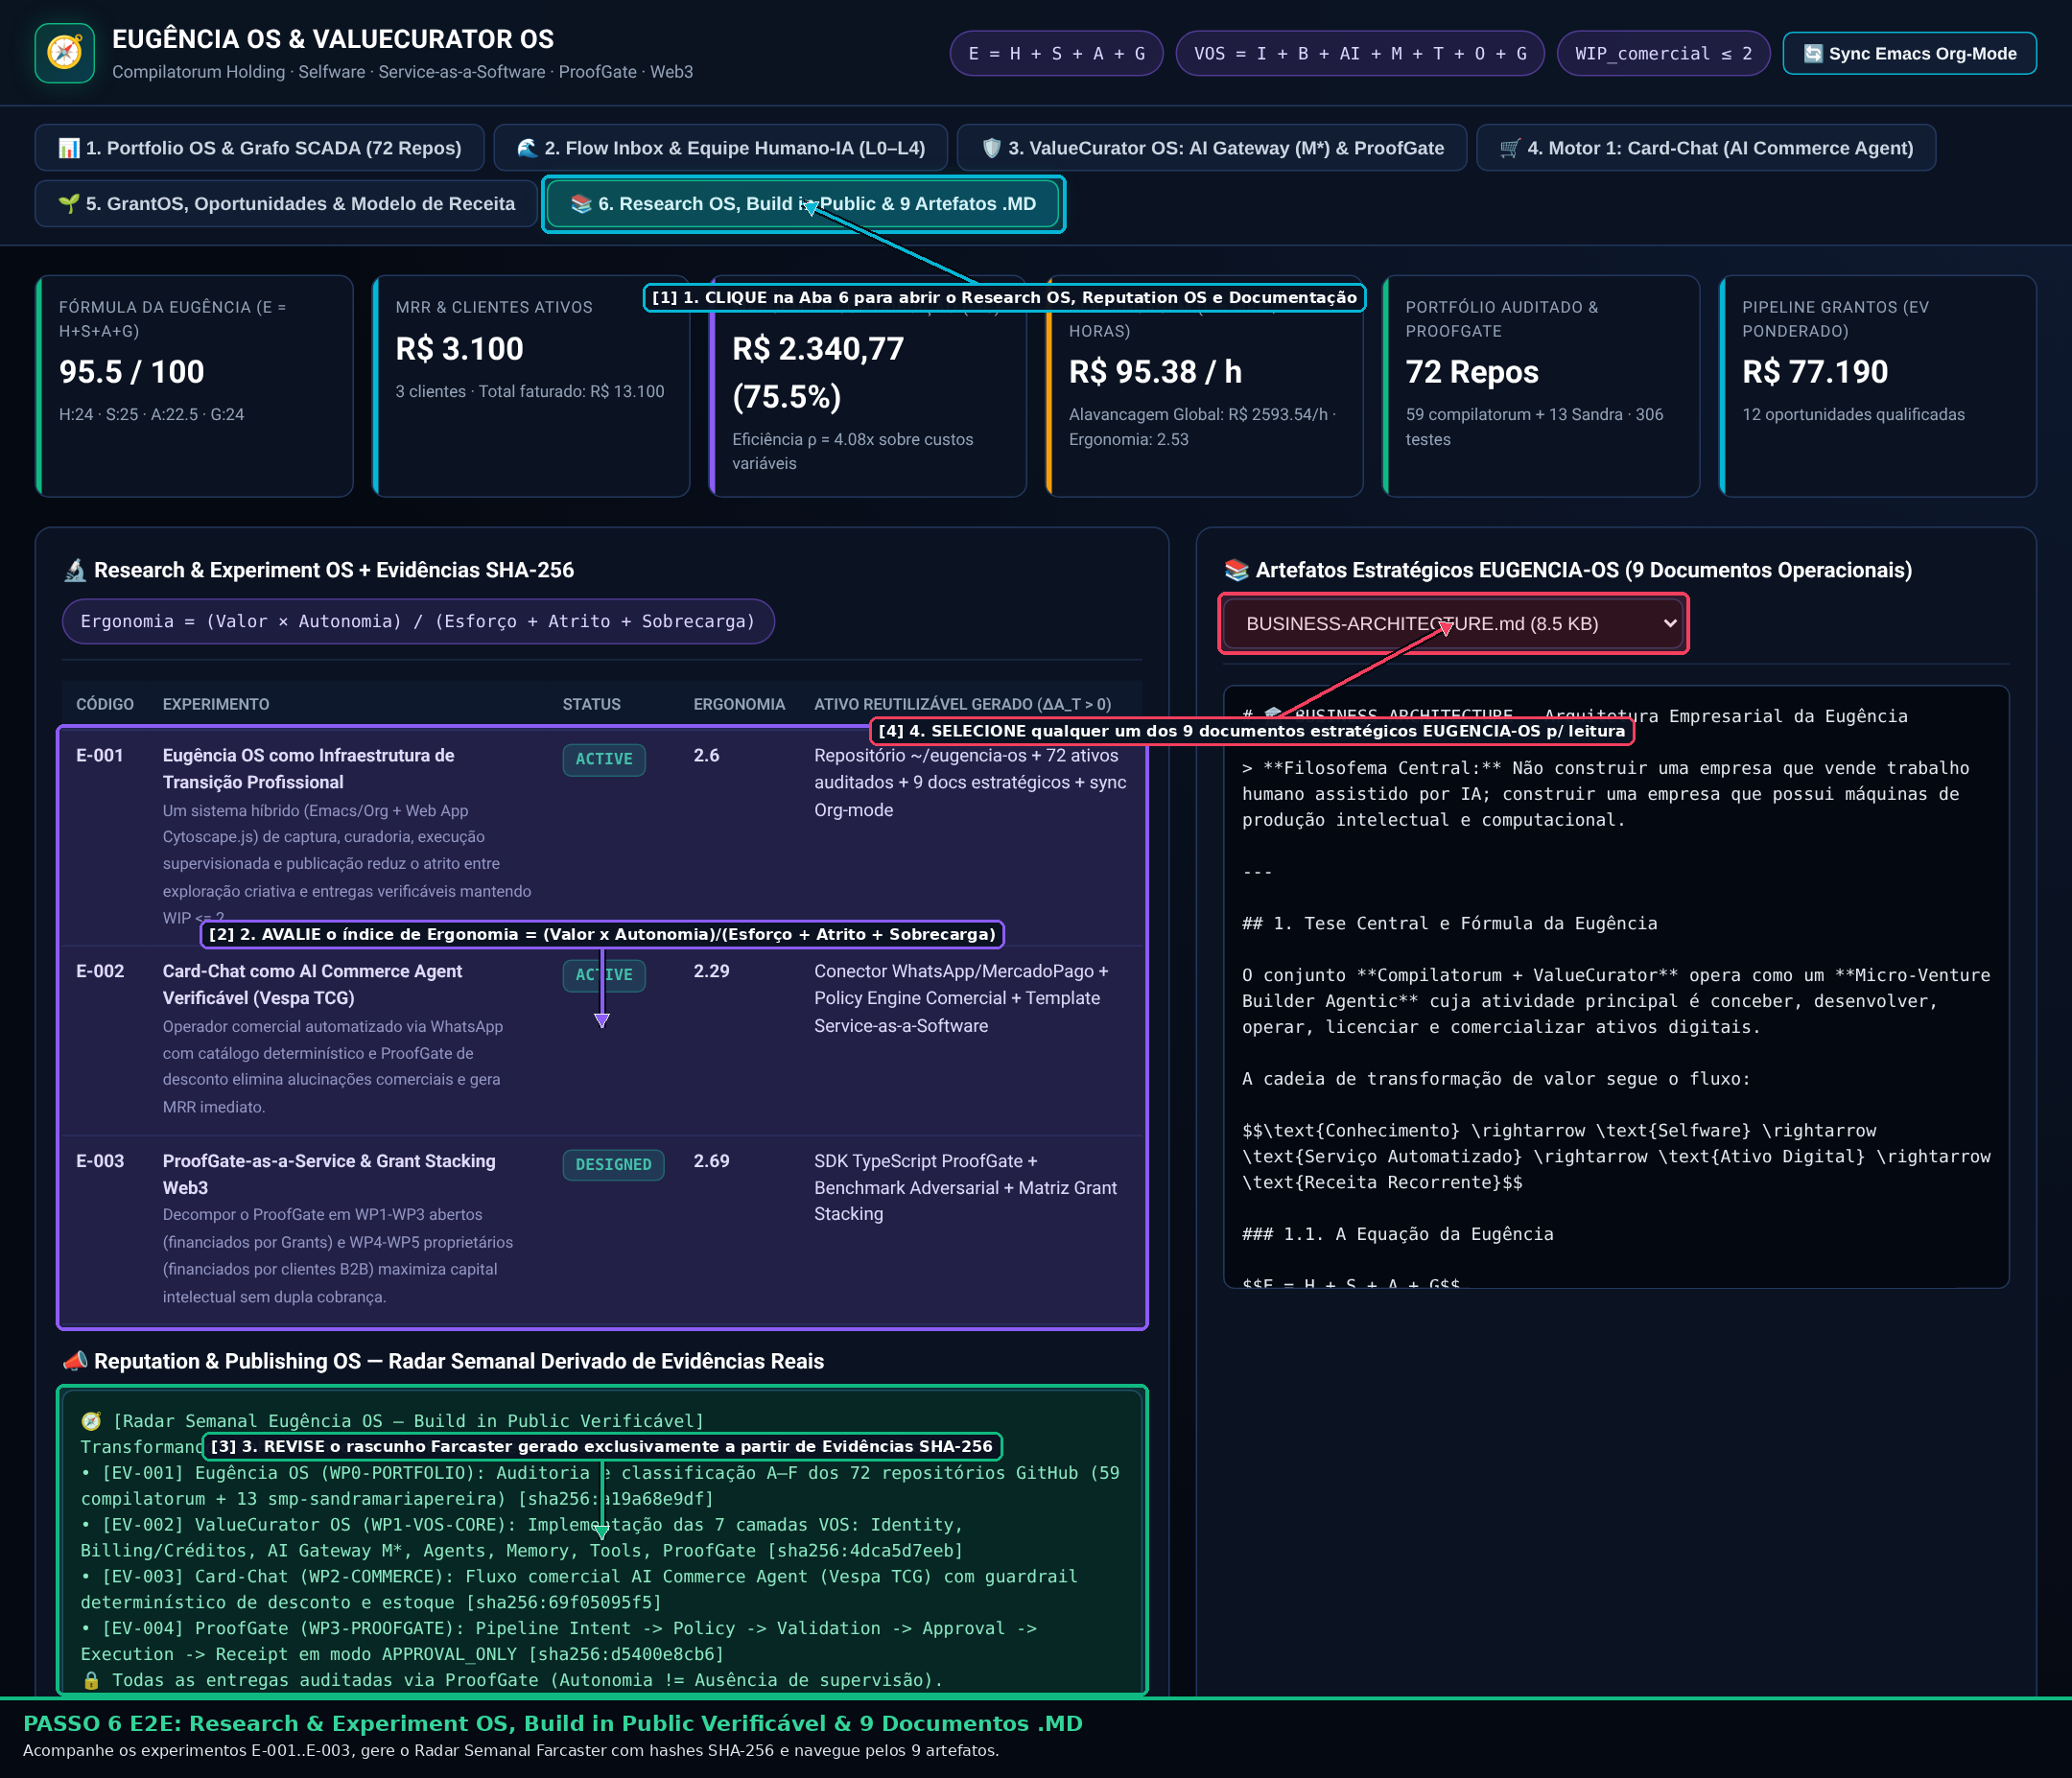 EUGÊNCIA OS & VALUECURATOR OS
Compilatorum Holding · Selfware · Service-as-a-Software · ProofGate · Web3
E = H + S + A + G
VOS = I + B + AI + M + T + O + G
WIP_comercial ≤ 2
Sync Emacs Org-Mode
1. Portfolio OS & Grafo SCADA (72 Repos)
2. Flow Inbox & Equipe Humano-IA (L0–L4)
3. ValueCurator OS: AI Gateway (M*) & ProofGate
4. Motor 1: Card-Chat (AI Commerce Agent)
5. GrantOS, Oportunidades & Modelo de Receita
6. Research OS, Build in Public & 9 Artefatos .MD
[1] 1. CLIQUE na Aba 6 para abrir o Research OS, Reputation OS e Documentação
FÓRMULA DA EUGÊNCIA (E =
H+S+A+G)
95.5 / 100
H:24 · S:25 · A:22.5 · G:24
MRR & CLIENTES ATIVOS
R$ 3.100
3 clientes · Total faturado: R$ 13.100
R$ 2.340,77
(75.5%)
Eficiência ρ = 4.08x sobre custos
variáveis
HORAS)
R$ 95.38 / h
Alavancagem Global: R$ 2593.54/h ·
Ergonomia: 2.53
PORTFÓLIO AUDITADO &
PROOFGATE
72 Repos
59 compilatorum + 13 Sandra · 306
testes
PIPELINE GRANTOS (EV
PONDERADO)
R$ 77.190
12 oportunidades qualificadas
Research & Experiment OS + Evidências SHA-256
Ergonomia = (Valor × Autonomia) / (Esforço + Atrito + Sobrecarga)
CÓDIGO EXPERIMENTO STATUS ERGONOMIA ATIVO REUTILIZÁVEL GERADO (ΔA_T > 0)
E-001
Eugência OS como Infraestrutura de
Transição Profissional
Um sistema híbrido (Emacs/Org + Web App
Cytoscape.js) de captura, curadoria, execução
supervisionada e publicação reduz o atrito entre
exploração criativa e entregas verificáveis mantendo
WIP <= 2
ACTIVE
2.6
Repositório ~/eugencia-os + 72 ativos
auditados + 9 docs estratégicos + sync
Org-mode
[2] 2. AVALIE o índice de Ergonomia = (Valor x Autonomia)/(Esforço + Atrito + Sobrecarga)
E-002
Card-Chat como AI Commerce Agent
Verificável (Vespa TCG)
Operador comercial automatizado via WhatsApp
com catálogo determinístico e ProofGate de
desconto elimina alucinações comerciais e gera
MRR imediato.
ACTIVE
2.29
Conector WhatsApp/MercadoPago +
Policy Engine Comercial + Template
Service-as-a-Software
E-003
ProofGate-as-a-Service & Grant Stacking
Web3
Decompor o ProofGate em WP1-WP3 abertos
(financiados por Grants) e WP4-WP5 proprietários
(financiados por clientes B2B) maximiza capital
intelectual sem dupla cobrança.
DESIGNED
2.69
SDK TypeScript ProofGate +
Benchmark Adversarial + Matriz Grant
Stacking
Reputation & Publishing OS — Radar Semanal Derivado de Evidências Reais
[Radar Semanal Eugência OS — Build in Public Verificável]
[3] 3. REVISE o rascunho Farcaster gerado exclusivamente a partir de Evidências SHA-256
• [EV-001] Eugência OS (WP0-PORTFOLIO): Auditoria e classificação A–F dos 72 repositórios GitHub (59
compilatorum + 13 smp-sandramariapereira) [sha256:a19a68e9df]
• [EV-002] ValueCurator OS (WP1-VOS-CORE): Implementação das 7 camadas VOS: Identity,
Billing/Créditos, AI Gateway M*, Agents, Memory, Tools, ProofGate [sha256:4dca5d7eeb]
• [EV-003] Card-Chat (WP2-COMMERCE): Fluxo comercial AI Commerce Agent (Vespa TCG) com guardrail
determinístico de desconto e estoque [sha256:69f05095f5]
• [EV-004] ProofGate (WP3-PROOFGATE): Pipeline Intent -> Policy -> Validation -> Approval ->
Execution -> Receipt em modo APPROVAL_ONLY [sha256:d5400e8cb6]
Todas as entregas auditadas via ProofGate (Autonomia != Ausência de supervisão).
Artefatos Estratégicos EUGENCIA-OS (9 Documentos Operacionais)
BUSINESS-ARCHITECTURE.md (8.5 KB)
# BUSINESS-ARCHITECTURE — Arquitetura Empresarial da Eugência
[4] 4. SELECIONE qualquer um dos 9 documentos estratégicos EUGENCIA-OS p/ leitura
> **Filosofema Central:** Não construir uma empresa que vende trabalho
humano assistido por IA; construir uma empresa que possui máquinas de
produção intelectual e computacional.
---
## 1. Tese Central e Fórmula da Eugência
O conjunto **Compilatorum + ValueCurator** opera como um **Micro-Venture
Builder Agentic** cuja atividade principal é conceber, desenvolver,
operar, licenciar e comercializar ativos digitais.
A cadeia de transformação de valor segue o fluxo:
$$\text{Conhecimento} \rightarrow \text{Selfware} \rightarrow
\text{Serviço Automatizado} \rightarrow \text{Ativo Digital} \rightarrow
\text{Receita Recorrente}$$
### 1.1. A Equação da Eugência
$$E = H + S + A + G$$
PASSO 6 E2E: Research & Experiment OS, Build in Public Verificável & 9 Documentos .MD
Acompanhe os experimentos E-001..E-003, gere o Radar Semanal Farcaster com hashes SHA-256 e navegue pelos 9 artefatos.